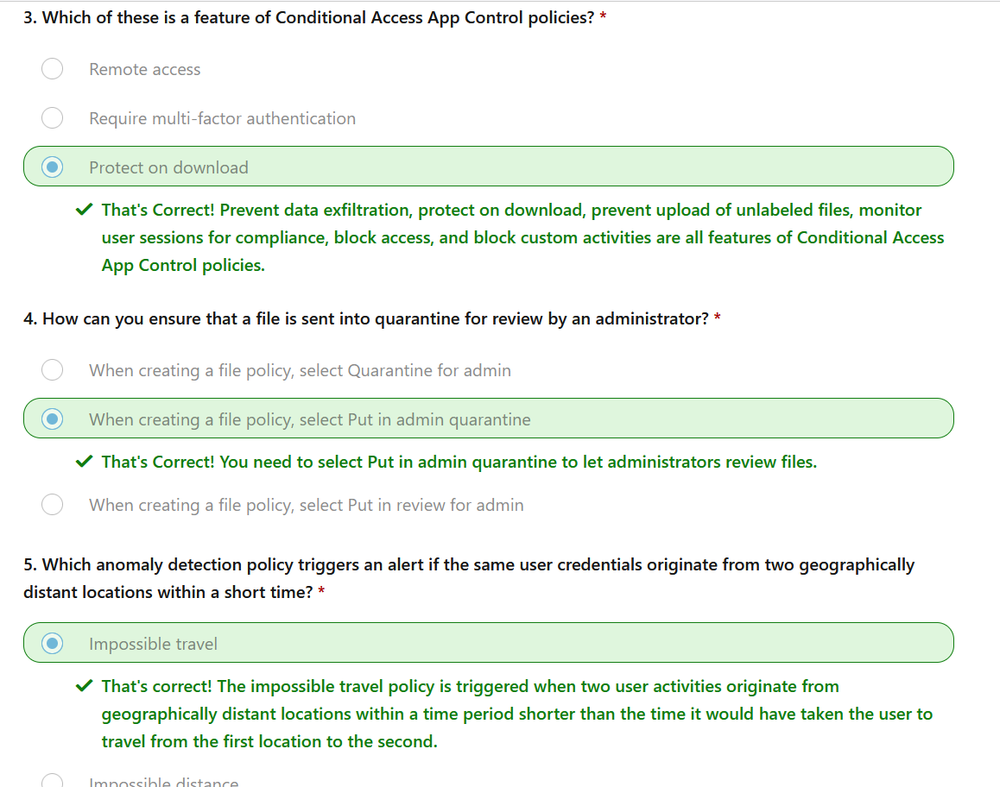 3. Which of these is a feature of Conditional Access App Control policies? *
Remote access
Require multi-factor authentication
Protect on download
That's Correct! Prevent data exfiltration, protect on download, prevent upload of unlabeled files, monitor
user sessions for compliance, block access, and block custom activities are all features of Conditional Access
App Control policies.
4. How can you ensure that a file is sent into quarantine for review by an administrator? *
When creating a file policy, select Quarantine for admin
When creating a file policy, select Put in admin quarantine
That's Correct! You need to select Put in admin quarantine to let administrators review files.
When creating a file policy, select Put in review for admin
5. Which anomaly detection policy triggers an alert if the same user credentials originate from two geographically
distant locations within a short time? *
Impossible travel
That's correct! The impossible travel policy is triggered when two user activities originate from
geographically distant locations within a time period shorter than the time it would have taken the user to
travel from the first location to the second.
Impossible distance